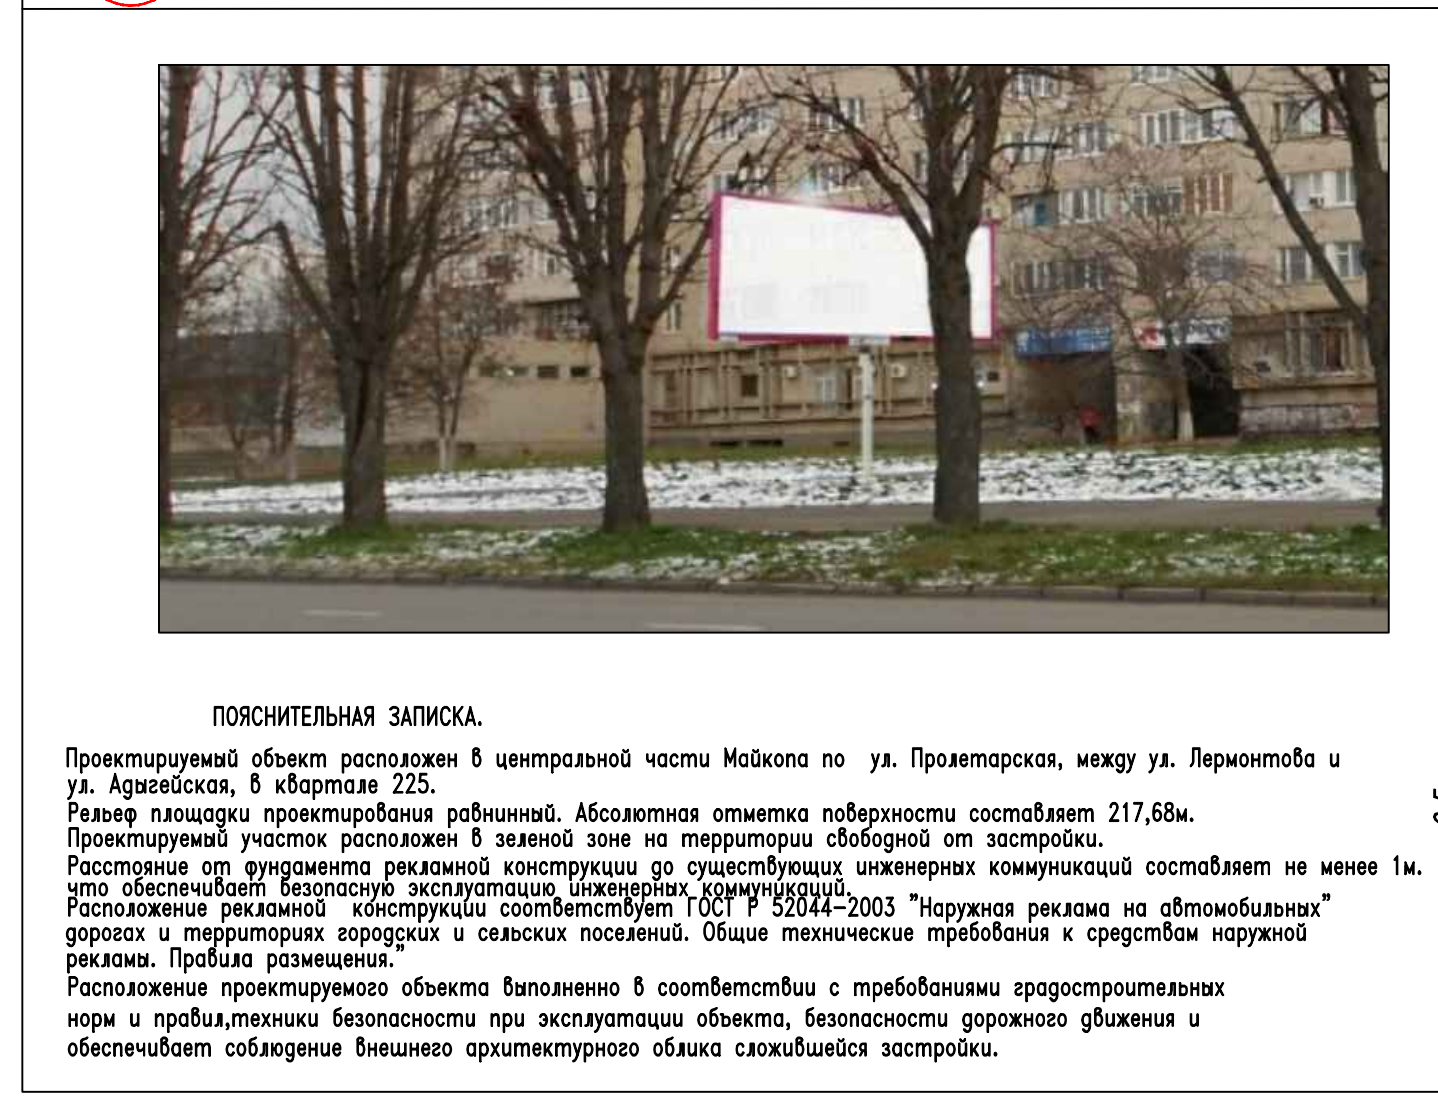 ПОЯСНИТЕЛЬНАЯ ЗАПИСКА.
Проектириуемый объект расположен в центральной части Майкопа по ул. Пролетарская, между ул. Лермонтова и
ул. Адыгейская, в квартале 225.
Рельеф площадки проектирования равнинный. Абсолютная отметка поверхности составляет 217,68м.
Проектируемый участок расположен в зеленой зоне на территории свободной от застройки.
Расстояние от фундамента рекламной конструкции до существующих инженерных коммуникаций составляет не менее 1м.
что обеспечивает безопасную эксплуатацию инженерных коммуникаций.
Расположение рекламной конструкции соответствует ГОСТ Р 52044-2003 "Наружная реклама на автомобильных"
дорогах и территориях городских и сельских поселений. Общие технические требования к средствам наружной
рекламы. Правила размещения."
Расположение проектируемого объекта выполненно в соответствии с требованиями градостроительных
норм и правил,техники безопасности при эксплуатации объекта, безопасности дорожного движения и
обеспечивает соблюдение внешнего архитектурного облика сложившейся застройки.